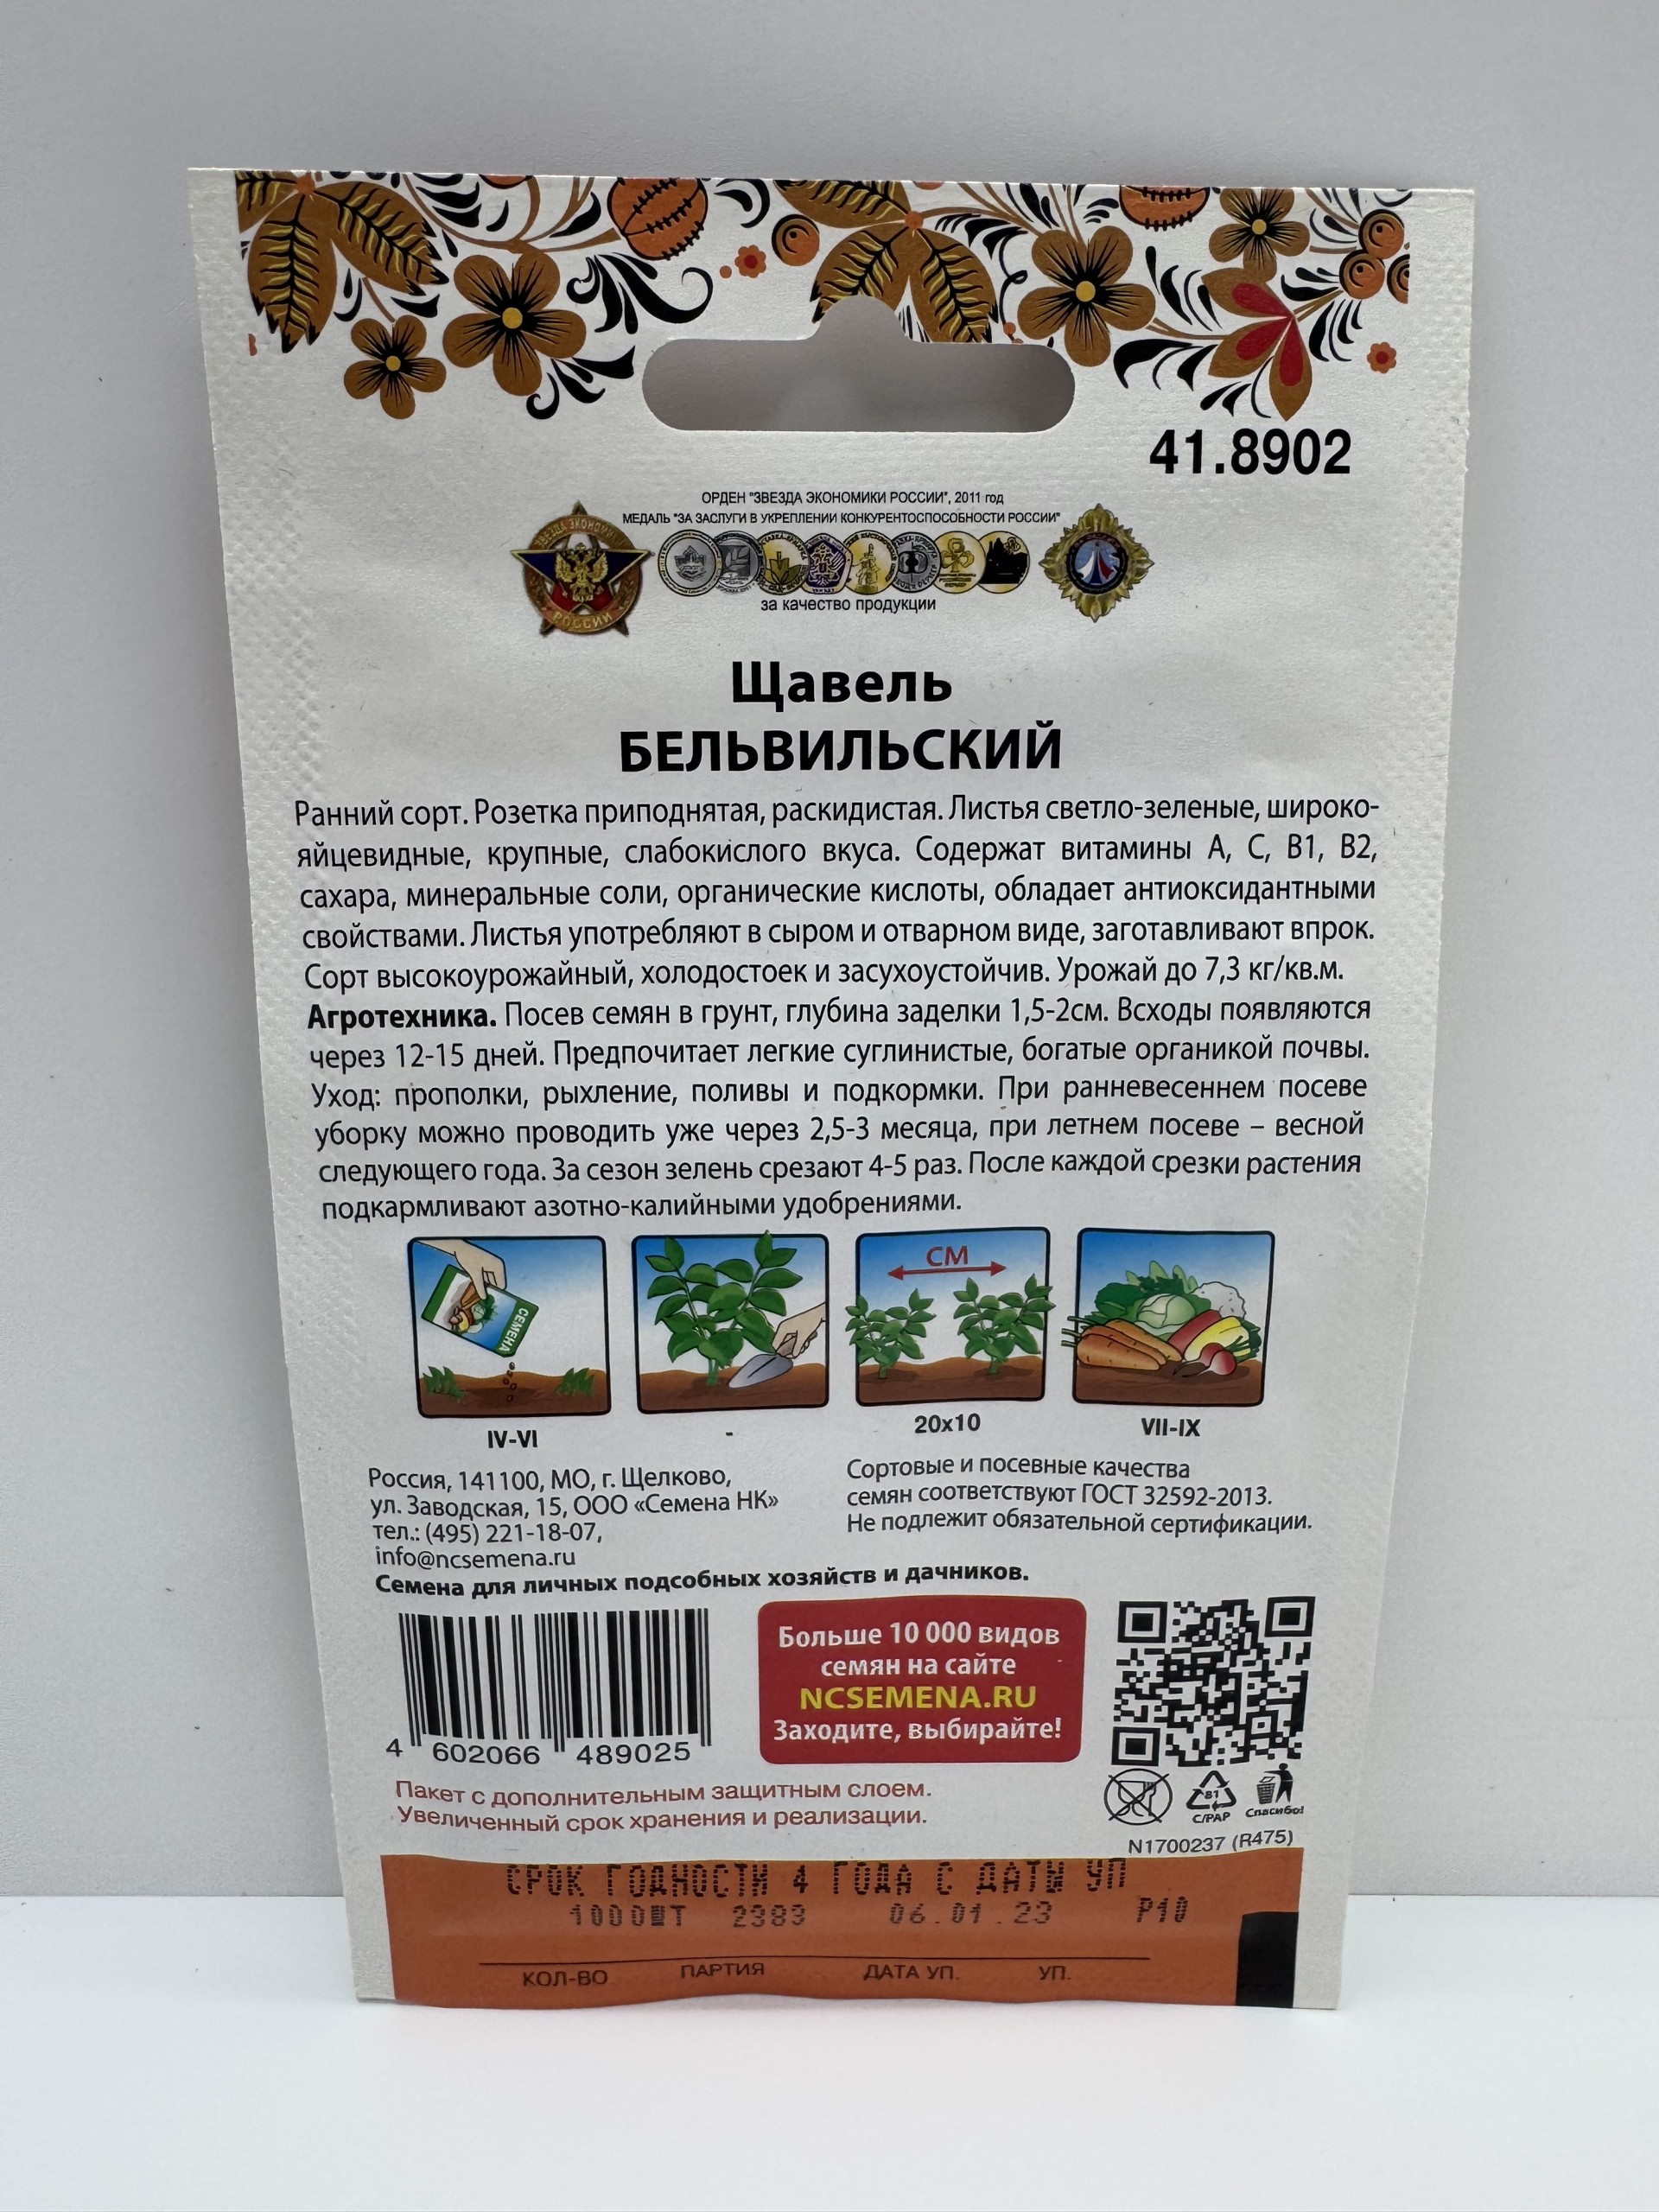 41.8902
ОРДЕН "ЗВЕЗДА ЭКОНОМИКИ РОССИИ", 2011 год
МЕДАЛЬ "ЗА ЗАСЛУГИ В УКРЕПЛЕНИИ КОНКУРЕНТОСПОСОБНОСТИ РОССИИ"
ЗВЕЗДА ЭКОНОМИКИ
РОССИИ
за качество продукции
Щавель
БЕЛЬВИЛЬСКИЙ
Ранний сорт. Розетка приподнятая, раскидистая. Листья светло-зеленые, широко-
яйцевидные, крупные, слабокислого вкуса. Содержат витамины А, С, В1, В2,
сахара, минеральные соли, органические кислоты, обладает антиоксидантными
свойствами. Листья употребляют в сыром и отварном виде, заготавливают впрок.
Сорт высокоурожайный, холодостоек и засухоустойчив. Урожай до 7,3 кг/кв.м.
Агротехника. Посев семян в грунт, глубина заделки 1,5-2см. Всходы появляются
через 12-15 дней. Предпочитает легкие суглинистые, богатые органикой почвы.
Уход: прополки, рыхление, поливы и подкормки. При ранневесеннем посеве
уборку можно проводить уже через 2,5-3 месяца, при летнем посеве – весной
следующего года. За сезон зелень срезают 4-5 раз. После каждой срезки растения
подкармливают азотно-калийными удобрениями.
СЕМЕНА
СМ
IV-VI
-
20х10
VII-IX
Россия, 141100, МО, г. Щелково,
ул. Заводская, 15, ООО «Семена НК»
тел.: (495) 221-18-07,
info@ncsemena.ru
Сортовые и посевные качества
семян соответствуют ГОСТ 32592-2013.
Не подлежит обязательной сертификации.
Семена для личных подсобных хозяйств и дачников.
4 602066 489025
Больше 10 000 видов
семян на сайте
NCSEMENA.RU
Заходите, выбирайте!
Пакет с дополнительным защитным слоем.
Увеличенный срок хранения и реализации.
81
C/PAP
Спасибо!
N1700237 (R475)
СРОК ГОДНОСТИ 4 ГОДА С ДАТЫ УП
1000ШТ 2383 06.01.23 Р10
КОЛ-ВО ПАРТИЯ ДАТА УП. УП.